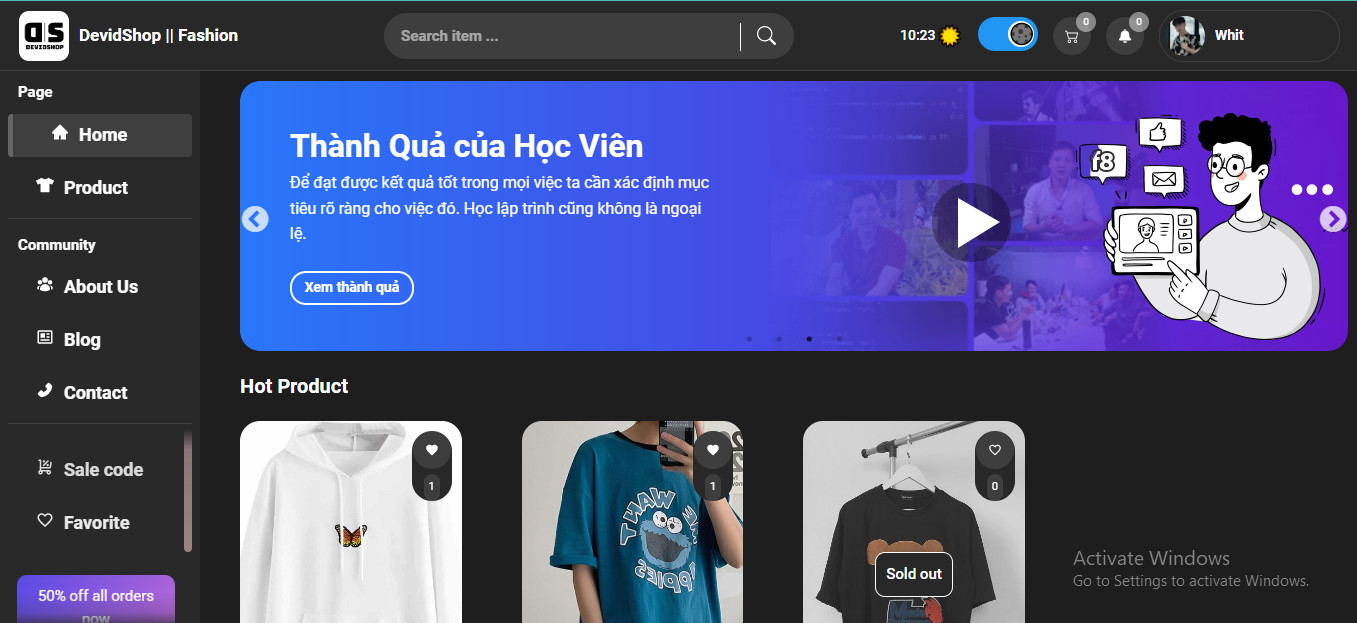 DS
DEVIDSHOP
DevidShop || Fashion
Search item ...
10:23
0
0
Whit
Page
Home
Product
Community
About Us
Blog
Contact
Sale code
Favorite
50% off all orders
now
Thành Quả của Học Viên
Để đạt được kết quả tốt trong mọi việc ta cần xác định mục
tiêu rõ ràng cho việc đó. Học lập trình cũng không là ngoại
lệ.
Xem thành quả
f8
Hot Product
1
1
0
WANT
ME
Sold out
Activate Windows
Go to Settings to activate Windows.